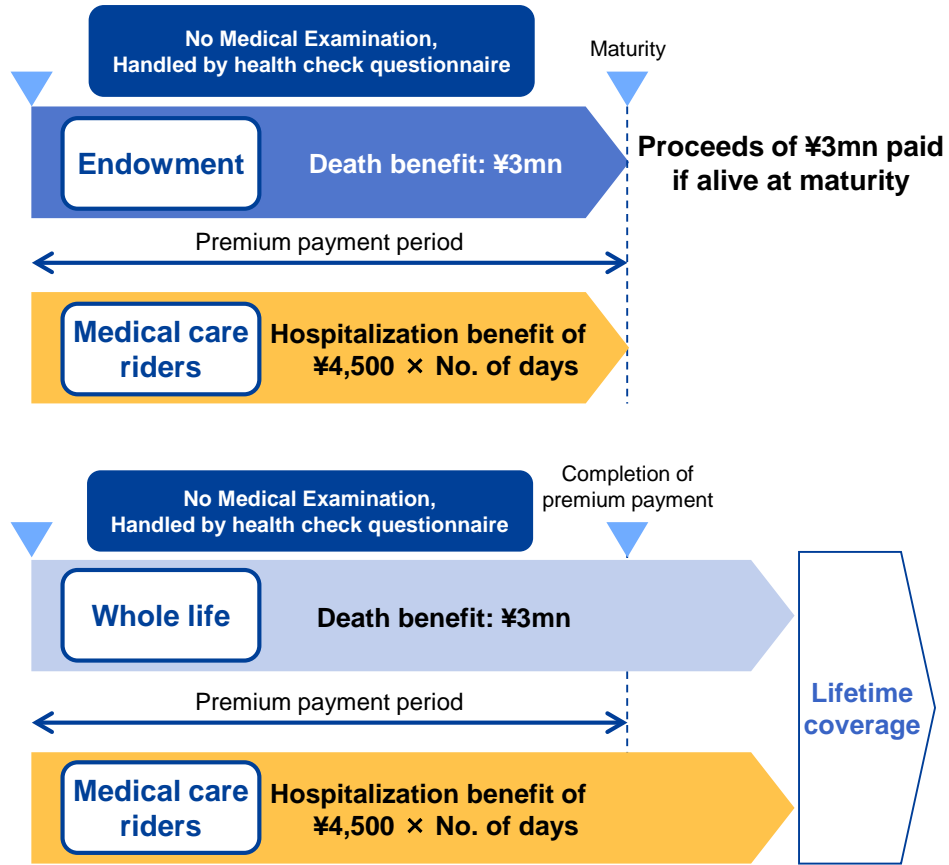 No Medical Examination,
Handled by health check questionnaire
Maturity
Endowment
Death benefit: ¥3mn
Proceeds of ¥3mn paid
if alive at maturity
Premium payment period
Medical care
riders
Hospitalization benefit of
¥4,500 × No. of days
No Medical Examination,
Handled by health check questionnaire
Completion of
premium payment
Whole life
Death benefit: ¥3mn
Lifetime
coverage
Premium payment period
Medical care
riders
Hospitalization benefit of
¥4,500 × No. of days